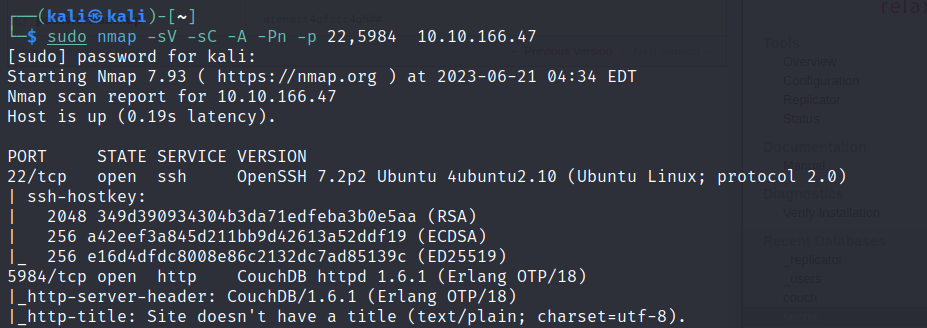 ┌──(kali㉿kali)-[~]
└─$ sudo nmap -sV -sC -A -Pn -p 22,5984  10.10.166.47
[sudo] password for kali:
Starting Nmap 7.93 ( https://nmap.org ) at 2023-06-21 04:34 EDT
Nmap scan report for 10.10.166.47
Host is up (0.19s latency).

PORT     STATE SERVICE VERSION
22/tcp   open  ssh     OpenSSH 7.2p2 Ubuntu 4ubuntu2.10 (Ubuntu Linux; protocol 2.0)
| ssh-hostkey:
|   2048 349d390934304b3da71edfeba3b0e5aa (RSA)
|   256 a42eef3a845d211bb9d42613a52ddf19 (ECDSA)
|_  256 e16d4dfdc8008e86c2132dc7ad85139c (ED25519)
5984/tcp open  http    CouchDB httpd 1.6.1 (Erlang OTP/18)
|_http-server-header: CouchDB/1.6.1 (Erlang OTP/18)
|_http-title: Site doesn't have a title (text/plain; charset=utf-8).
rela
Tools
Overview
Configuration
Replicator
Status
Documentation
Manual
Diagnostics
Verify Installation
Recent Databases
_replicator
_users
couch